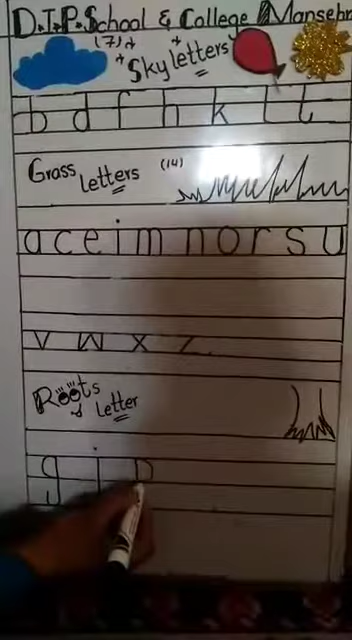 D.I.P.School & College Mansehr
(7)
Sky letters
b d f h k l t
Grass letters (14)
a c e i m n o r s u
v w x z
Roots Letter
g j p